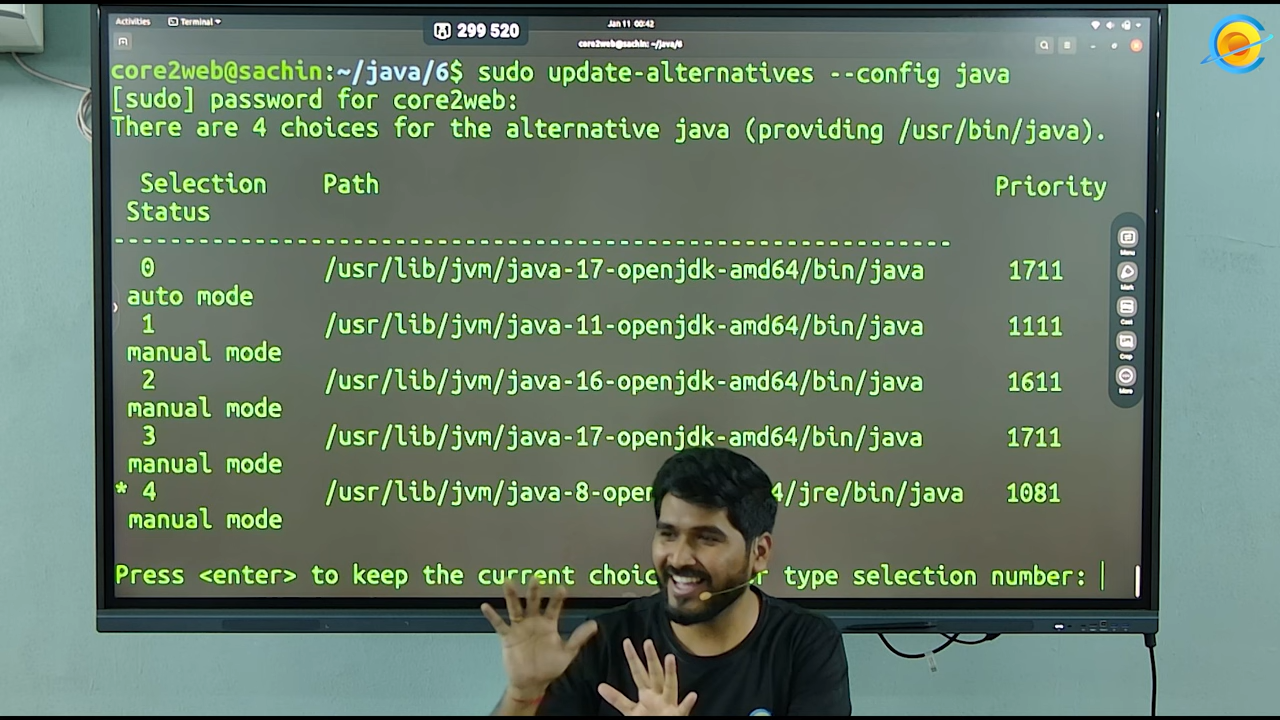 Activities Terminal
299 520
Jan 11 00:42
core2web@sachin: ~/java/6
core2web@sachin:~/java/6$ sudo update-alternatives --config java
[sudo] password for core2web:
There are 4 choices for the alternative java (providing /usr/bin/java).
Selection Path Priority
Status
------------------------------------------------------------
0 /usr/lib/jvm/java-17-openjdk-amd64/bin/java 1711
auto mode
1 /usr/lib/jvm/java-11-openjdk-amd64/bin/java 1111
manual mode
2 /usr/lib/jvm/java-16-openjdk-amd64/bin/java 1611
manual mode
3 /usr/lib/jvm/java-17-openjdk-amd64/bin/java 1711
manual mode
* 4 /usr/lib/jvm/java-8-open 4/jre/bin/java 1081
manual mode
Press <enter> to keep the current choic r type selection number:
Menu
Mark
Cast
Crop
More